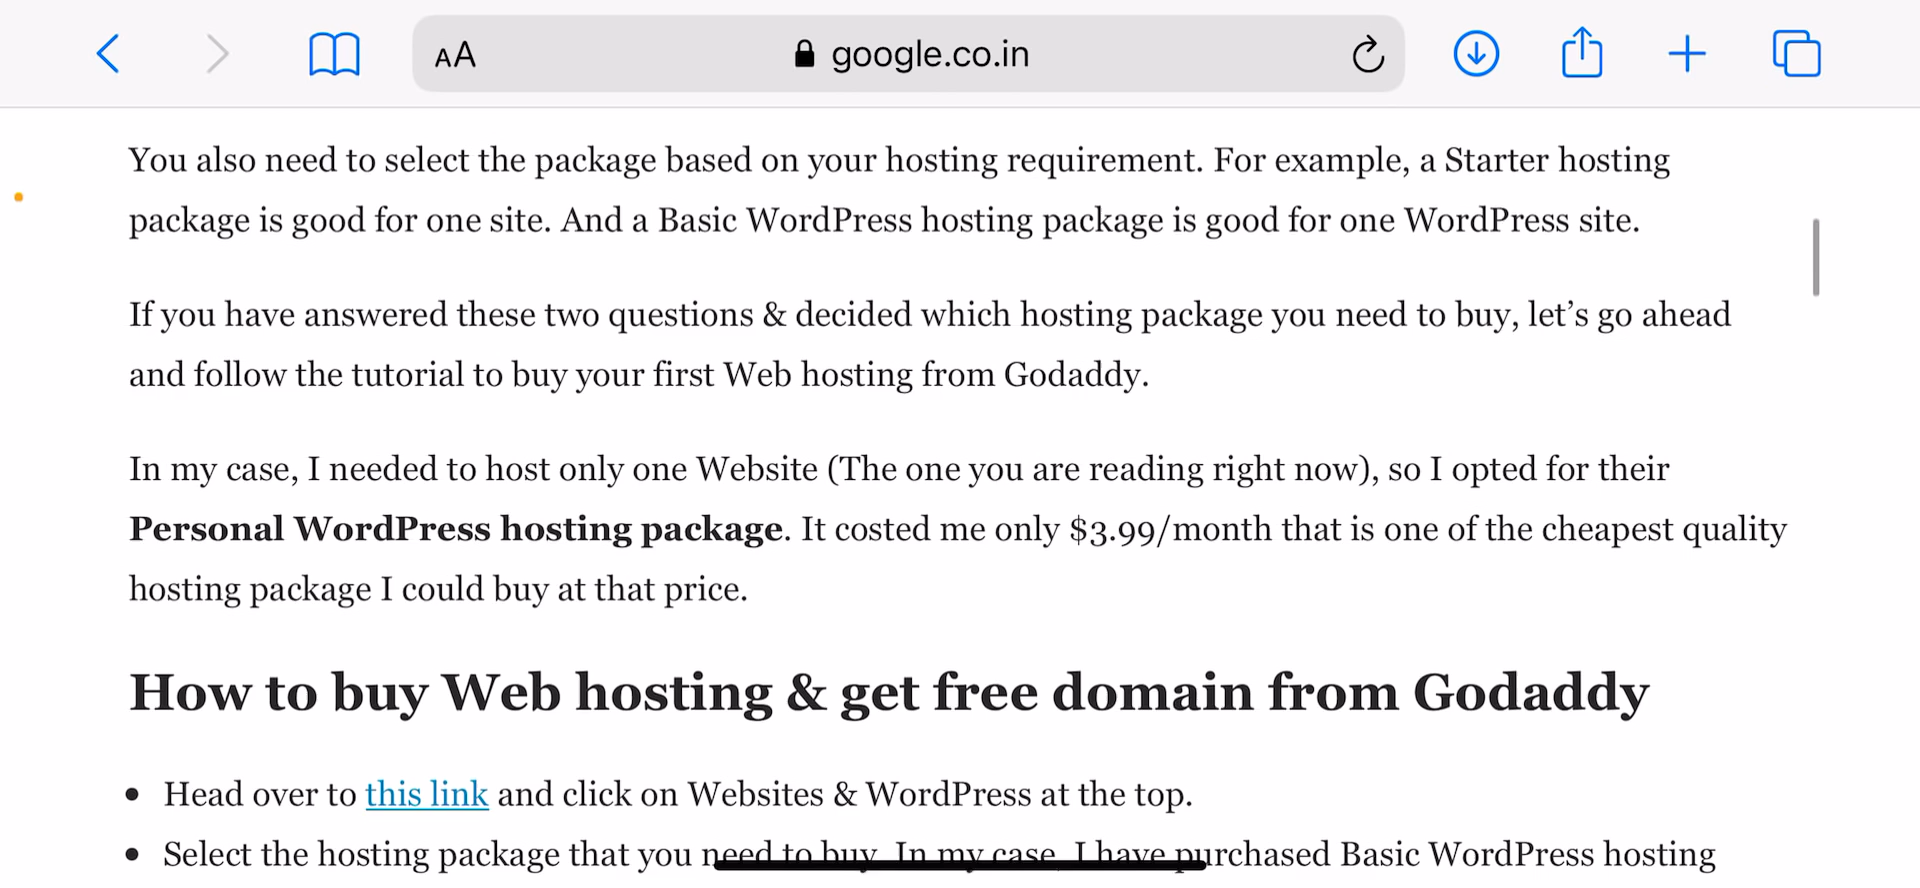 AA google.co.in
You also need to select the package based on your hosting requirement. For example, a Starter hosting
package is good for one site. And a Basic WordPress hosting package is good for one WordPress site.
If you have answered these two questions & decided which hosting package you need to buy, let’s go ahead
and follow the tutorial to buy your first Web hosting from Godaddy.
In my case, I needed to host only one Website (The one you are reading right now), so I opted for their
Personal WordPress hosting package. It costed me only $3.99/month that is one of the cheapest quality
hosting package I could buy at that price.
How to buy Web hosting & get free domain from Godaddy
• Head over to this link and click on Websites & WordPress at the top.
• Select the hosting package that you need to buy. In my case, I have purchased Basic WordPress hosting